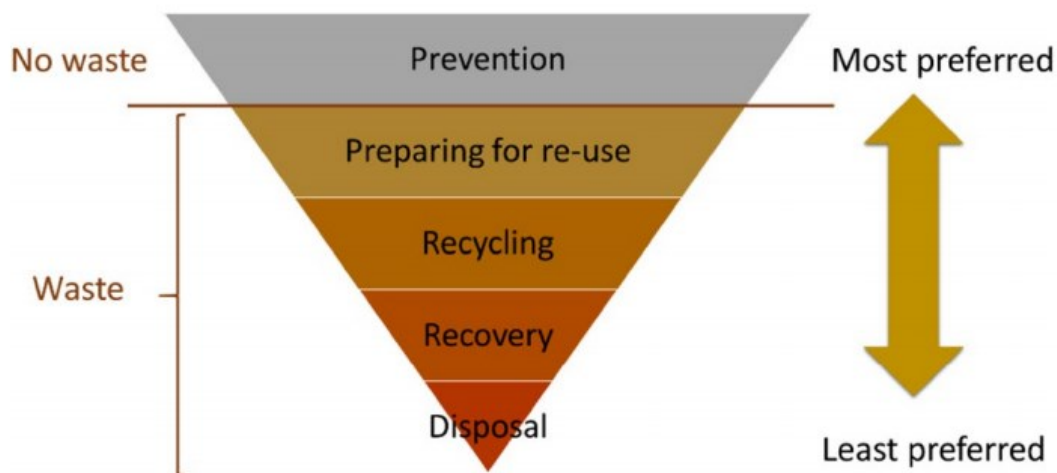 No waste
Prevention
Most preferred
Preparing for re-use
Recycling
Waste
Recovery
Disposal
Least preferred